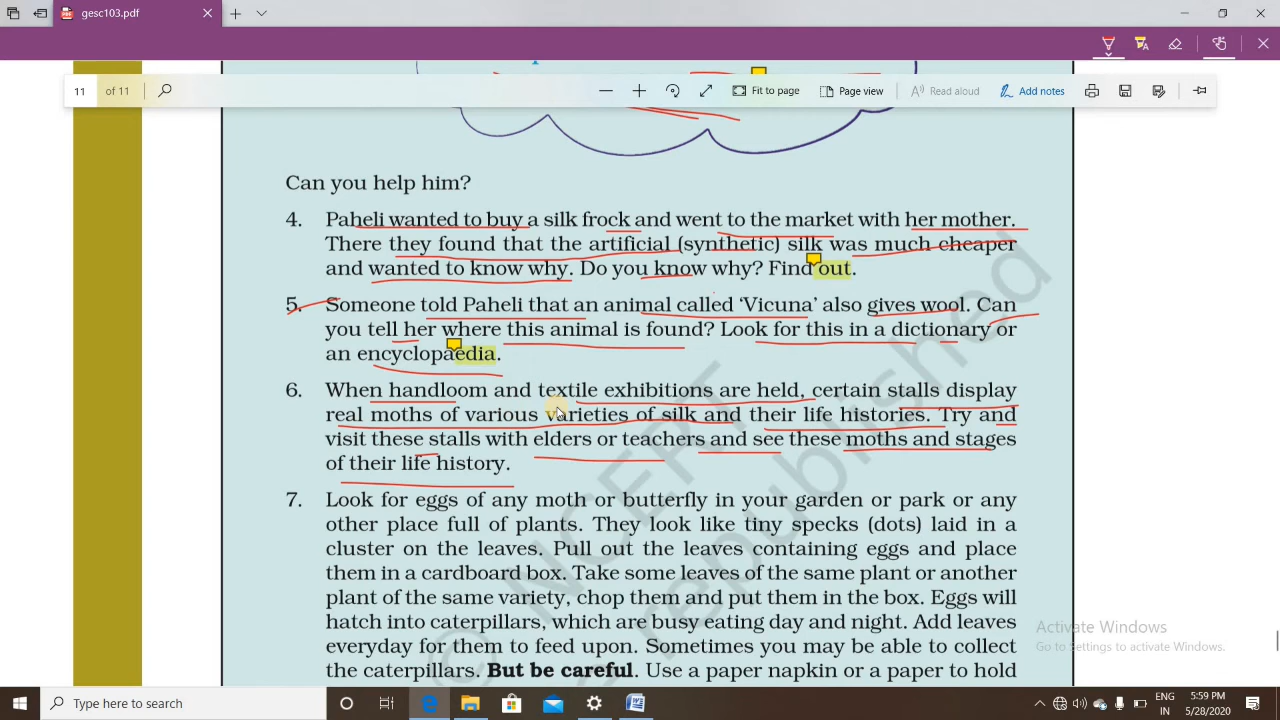 gesc103.pdf
11 of 11
Fit to page
Page view
Read aloud
Add notes
Can you help him?
4. Paheli wanted to buy a silk frock and went to the market with her mother.
There they found that the artificial (synthetic) silk was much cheaper
and wanted to know why. Do you know why? Find out.
5. Someone told Paheli that an animal called ‘Vicuna’ also gives wool. Can
you tell her where this animal is found? Look for this in a dictionary or
an encyclopaedia.
6. When handloom and textile exhibitions are held, certain stalls display
real moths of various varieties of silk and their life histories. Try and
visit these stalls with elders or teachers and see these moths and stages
of their life history.
7. Look for eggs of any moth or butterfly in your garden or park or any
other place full of plants. They look like tiny specks (dots) laid in a
cluster on the leaves. Pull out the leaves containing eggs and place
them in a cardboard box. Take some leaves of the same plant or another
plant of the same variety, chop them and put them in the box. Eggs will
hatch into caterpillars, which are busy eating day and night. Add leaves
everyday for them to feed upon. Sometimes you may be able to collect
the caterpillars. But be careful. Use a paper napkin or a paper to hold
© NCERT
republished
Activate Windows
Go to Settings to activate Windows.
Type here to search
ENG
IN
5:59 PM
5/28/2020